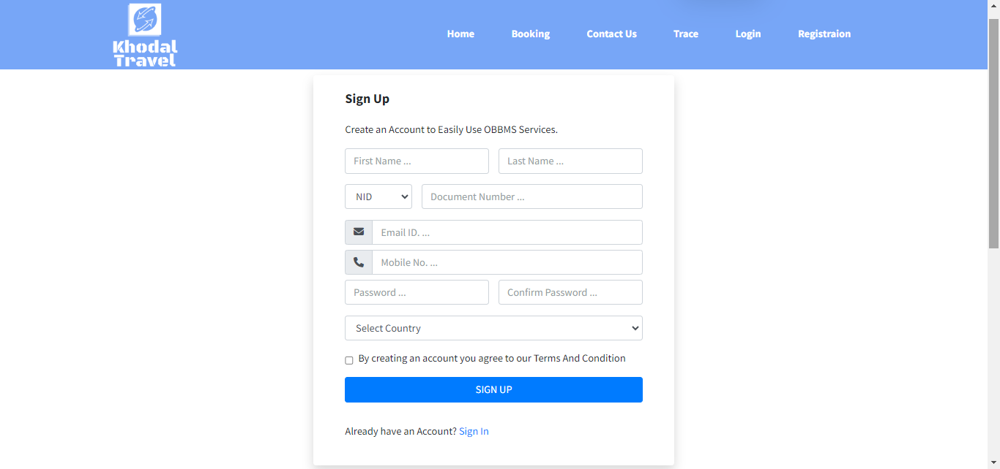 Khodal
Travel
Home Booking Contact Us Trace Login Registraion
Sign Up
Create an Account to Easily Use OBBMS Services.
First Name ... Last Name ...
NID Document Number ...
Email ID. ...
Mobile No. ...
Password ... Confirm Password ...
Select Country
By creating an account you agree to our Terms And Condition
SIGN UP
Already have an Account? Sign In